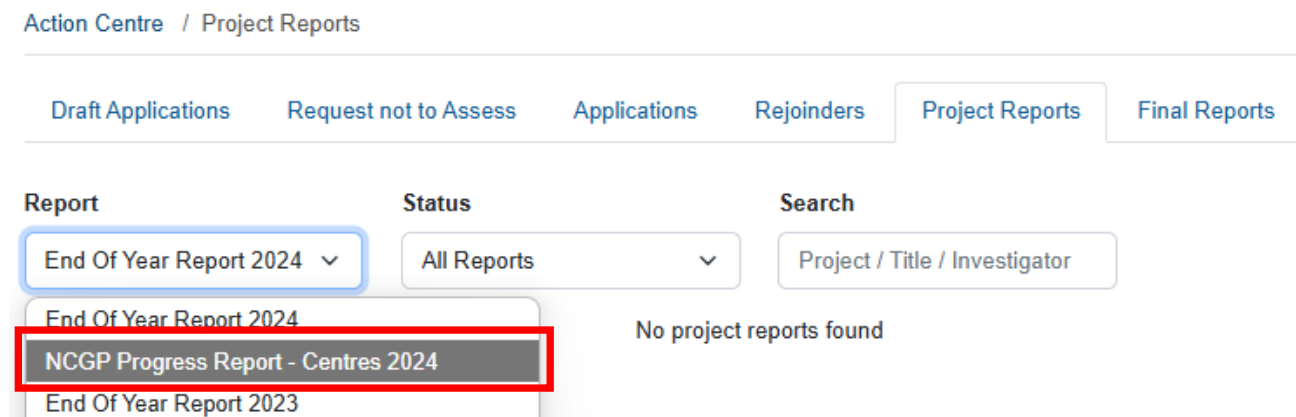 Action Centre / Project Reports
Draft Applications Request not to Assess Applications Rejoinders Project Reports Final Reports
Report Status Search
End Of Year Report 2024 All Reports Project / Title / Investigator
End Of Year Report 2024
No project reports found
NCGP Progress Report - Centres 2024
End Of Year Report 2023